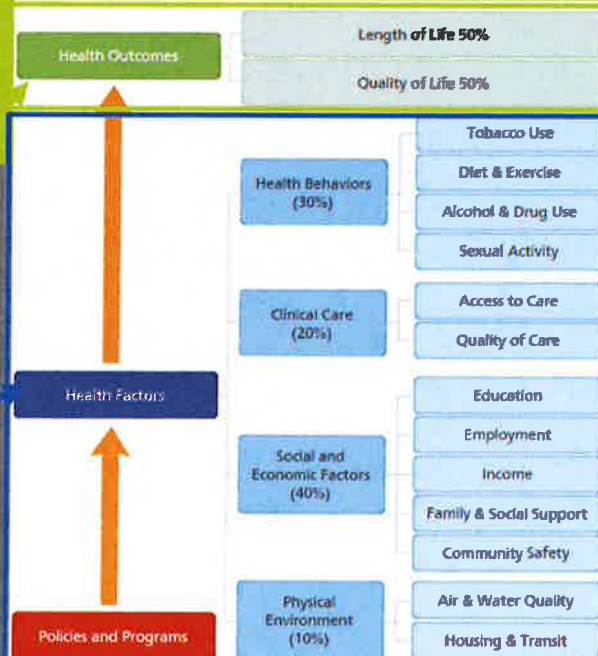 Health Outcomes
Length of Life 50%
Quality of Life 50%
Health Factors
Policies and Programs
Health Behaviors
(30%)
Tobacco Use
Diet & Exercise
Alcohol & Drug Use
Sexual Activity
Clinical Care
(20%)
Access to Care
Quality of Care
Social and
Economic Factors
(40%)
Education
Employment
Income
Family & Social Support
Community Safety
Physical
Environment
(10%)
Air & Water Quality
Housing & Transit